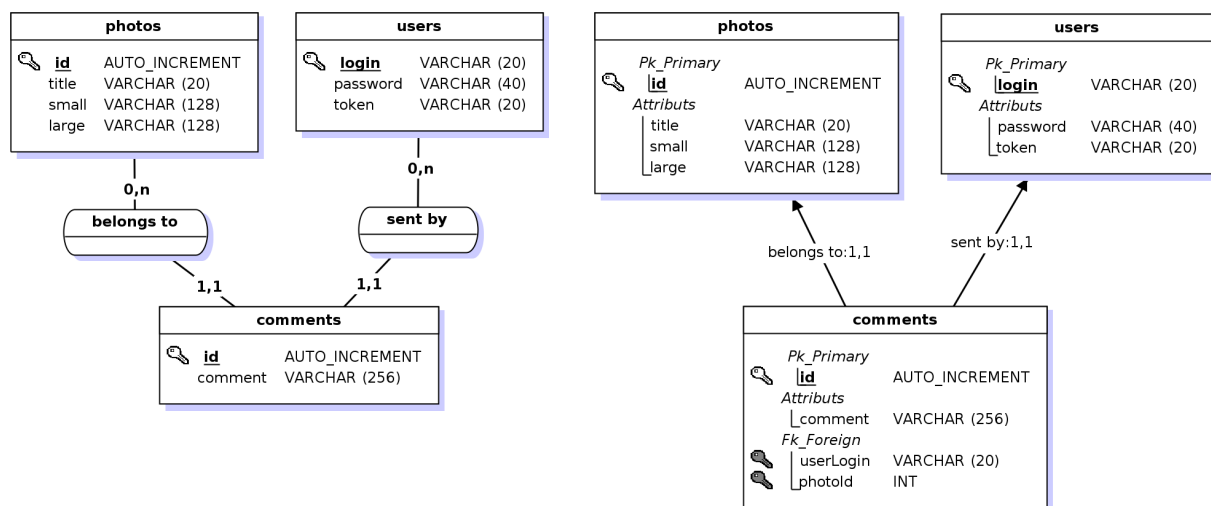 photos
id AUTO_INCREMENT
title VARCHAR (20)
small VARCHAR (128)
large VARCHAR (128)
users
login VARCHAR (20)
password VARCHAR (40)
token VARCHAR (20)
0,n
0,n
belongs to
sent by
1,1
1,1
comments
id AUTO_INCREMENT
comment VARCHAR (256)
photos
Pk_Primary
id AUTO_INCREMENT
Attributs
title VARCHAR (20)
small VARCHAR (128)
large VARCHAR (128)
users
Pk_Primary
login VARCHAR (20)
Attributs
password VARCHAR (40)
token VARCHAR (20)
belongs to:1,1
sent by:1,1
comments
Pk_Primary
id AUTO_INCREMENT
Attributs
comment VARCHAR (256)
Fk_Foreign
userLogin VARCHAR (20)
photoId INT